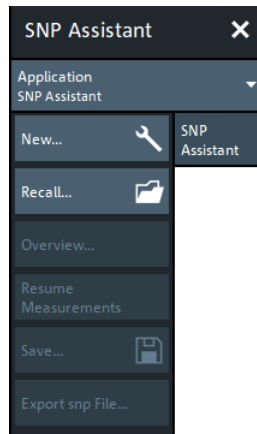 SNP Assistant
Application
SNP Assistant
New...
SNP
Assistant
Recall...
Overview...
Resume
Measurements
Save...
Export snp File...